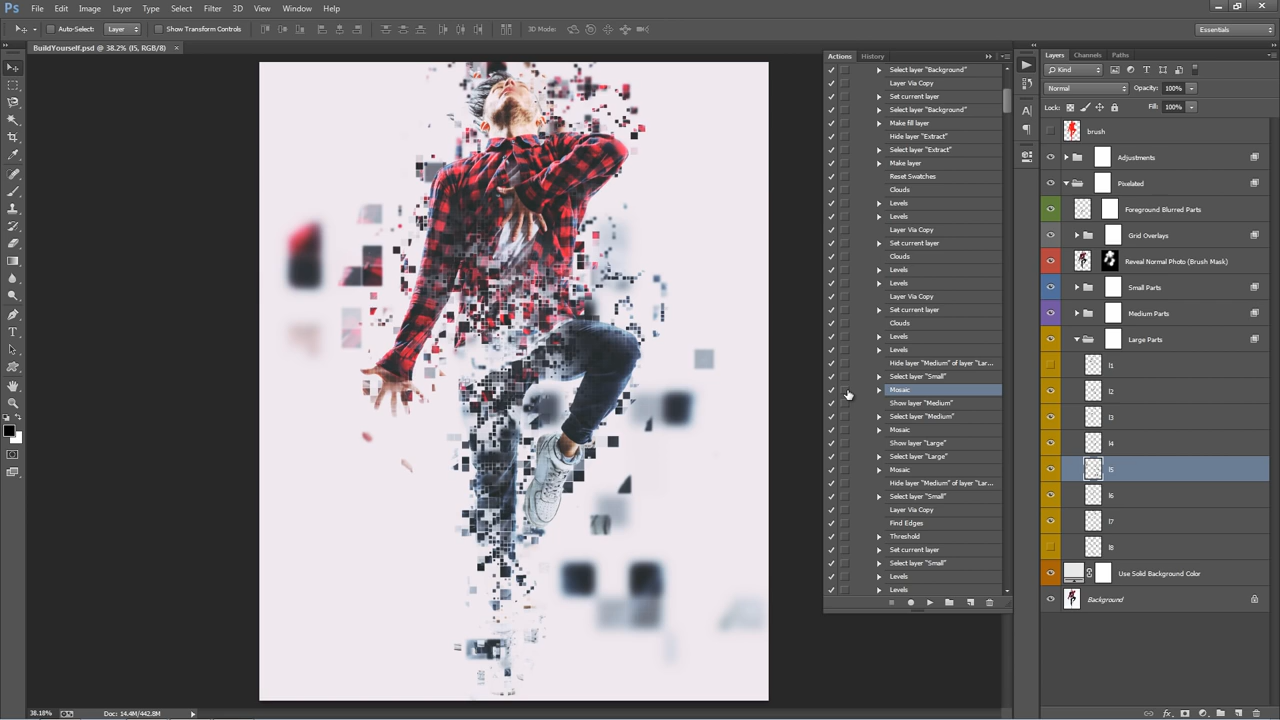 Ps File Edit Image Layer Type Select Filter 3D View Window Help
Auto-Select: Layer Show Transform Controls 3D Mode: Essentials
BuildYourself.psd @ 38.2% (l5, RGB/8) ×
Actions History
Select layer "Background"
Layer Via Copy
Set current layer
Select layer "Background"
Make fill layer
Hide layer "Extract"
Select layer "Extract"
Make layer
Reset Swatches
Clouds
Levels
Levels
Layer Via Copy
Set current layer
Clouds
Levels
Levels
Layer Via Copy
Set current layer
Clouds
Levels
Levels
Hide layer "Medium" of layer "Lar...
Select layer "Small"
Mosaic
Show layer "Medium"
Select layer "Medium"
Mosaic
Show layer "Large"
Select layer "Large"
Mosaic
Hide layer "Medium" of layer "Lar...
Select layer "Small"
Layer Via Copy
Find Edges
Threshold
Set current layer
Select layer "Small"
Levels
Levels
Layers Channels Paths
Kind
Normal Opacity: 100%
Lock: Fill: 100%
brush
Adjustments
Pixelated
Foreground Blurred Parts
Grid Overlays
Reveal Normal Photo (Brush Mask)
Small Parts
Medium Parts
Large Parts
l1
l2
l3
l4
l5
l6
l7
l8
Use Solid Background Color
Background
38.18% Doc: 14.4M/442.8M